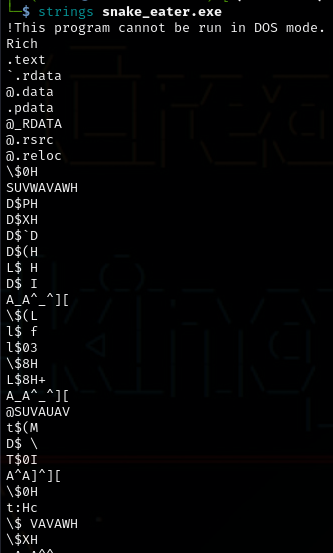 └─$ strings snake_eater.exe
!This program cannot be run in DOS mode.
Rich
.text
`.rdata
@.data
.pdata
@_RDATA
@.rsrc
@.reloc
\$0H
SUVWAVAWH
D$PH
D$XH
D$`D
D$(H
L$ H
D$ I
A_A^_^][
\$(L
l$ f
l$03
\$8H
L$8H+
A_A^_^][
@SUVAUAV
t$(M
D$ \
T$0I
A^A]^][
\$0H
t:Hc
\$ VAVAWH
\$XH